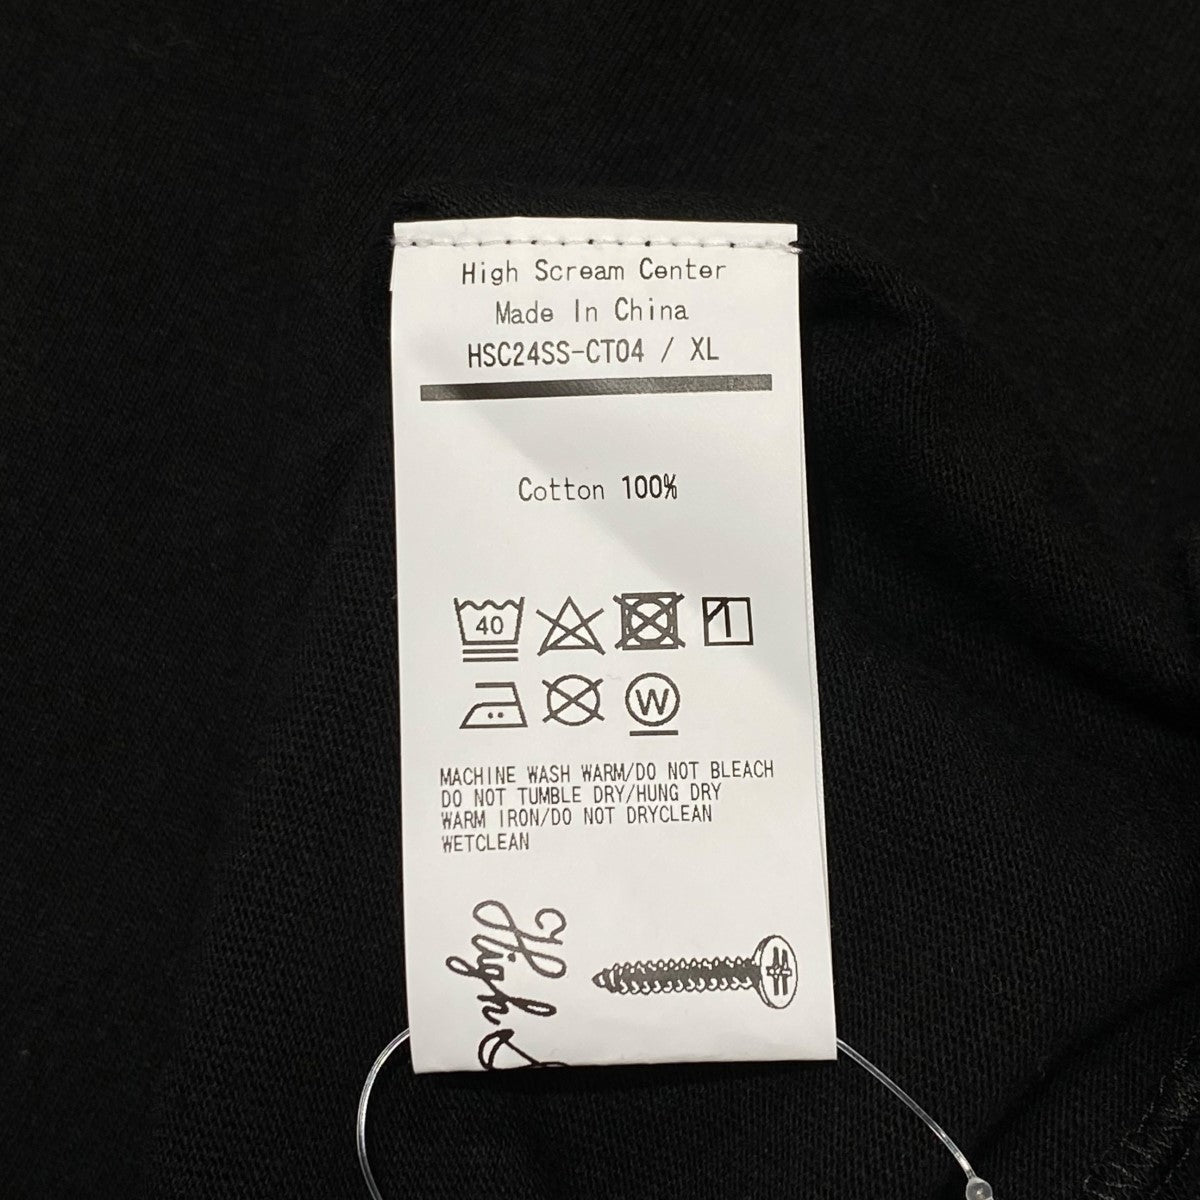 High Scream Center
Made In China
HSC24SS-CT04 / XL
Cotton 100%
40
W
MACHINE WASH WARM/DO NOT BLEACH
DO NOT TUMBLE DRY/HUNG DRY
WARM IRON/DO NOT DRYCLEAN
WETCLEAN
High